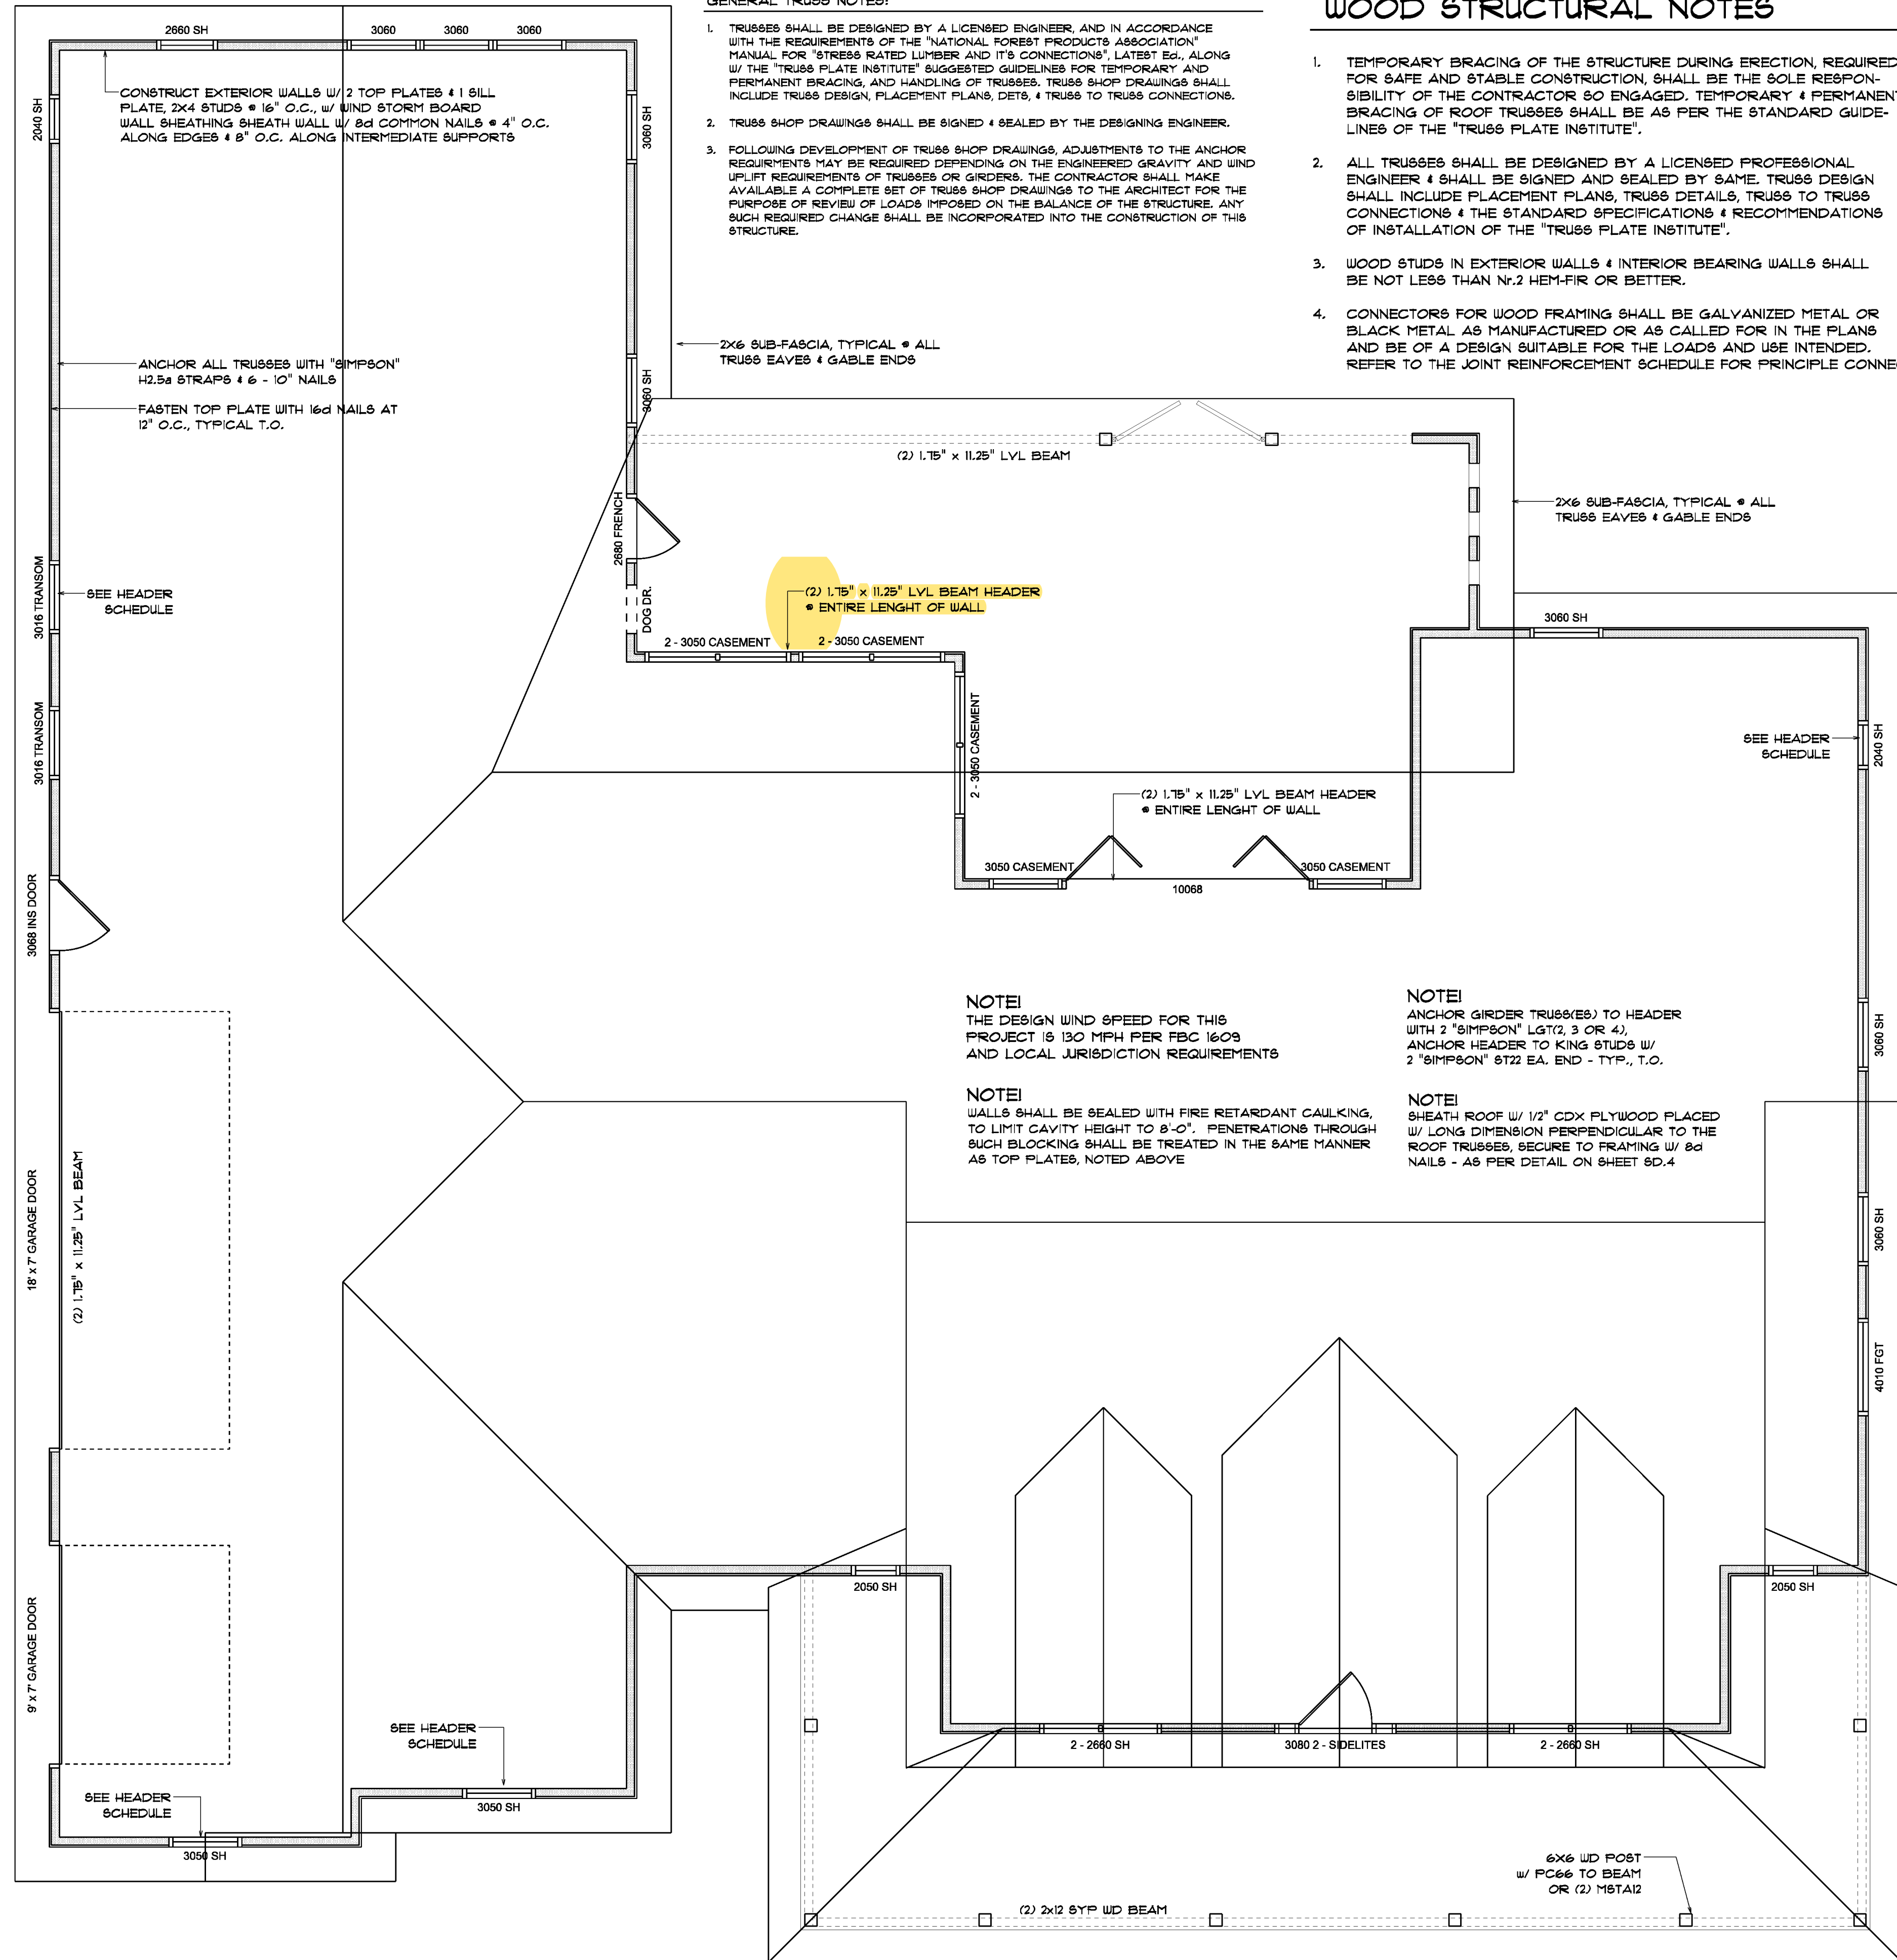 GENERAL TRUSS NOTES:
1. TRUSSES SHALL BE DESIGNED BY A LICENSED ENGINEER, AND IN ACCORDANCE
WITH THE REQUIREMENTS OF THE "NATIONAL FOREST PRODUCTS ASSOCIATION"
MANUAL FOR "STRESS RATED LUMBER AND IT'S CONNECTIONS", LATEST Ed., ALONG
W/ THE "TRUSS PLATE INSTITUTE" SUGGESTED GUIDELINES FOR TEMPORARY AND
PERMANENT BRACING, AND HANDLING OF TRUSSES. TRUSS SHOP DRAWINGS SHALL
INCLUDE TRUSS DESIGN, PLACEMENT PLANS, DETS, & TRUSS TO TRUSS CONNECTIONS.
2. TRUSS SHOP DRAWINGS SHALL BE SIGNED & SEALED BY THE DESIGNING ENGINEER.
3. FOLLOWING DEVELOPMENT OF TRUSS SHOP DRAWINGS, ADJUSTMENTS TO THE ANCHOR
REQUIRMENTS MAY BE REQUIRED DEPENDING ON THE ENGINEERED GRAVITY AND WIND
UPLIFT REQUIREMENTS OF TRUSSES OR GIRDERS. THE CONTRACTOR SHALL MAKE
AVAILABLE A COMPLETE SET OF TRUSS SHOP DRAWINGS TO THE ARCHITECT FOR THE
PURPOSE OF REVIEW OF LOADS IMPOSED ON THE BALANCE OF THE STRUCTURE. ANY
SUCH REQUIRED CHANGE SHALL BE INCORPORATED INTO THE CONSTRUCTION OF THIS
STRUCTURE.
WOOD STRUCTURAL NOTES
1. TEMPORARY BRACING OF THE STRUCTURE DURING ERECTION, REQUIRED
FOR SAFE AND STABLE CONSTRUCTION, SHALL BE THE SOLE RESPON-
SIBILITY OF THE CONTRACTOR SO ENGAGED. TEMPORARY & PERMANENT
BRACING OF ROOF TRUSSES SHALL BE AS PER THE STANDARD GUIDE-
LINES OF THE "TRUSS PLATE INSTITUTE".
2. ALL TRUSSES SHALL BE DESIGNED BY A LICENSED PROFESSIONAL
ENGINEER & SHALL BE SIGNED AND SEALED BY SAME. TRUSS DESIGN
SHALL INCLUDE PLACEMENT PLANS, TRUSS DETAILS, TRUSS TO TRUSS
CONNECTIONS & THE STANDARD SPECIFICATIONS & RECOMMENDATIONS
OF INSTALLATION OF THE "TRUSS PLATE INSTITUTE".
3. WOOD STUDS IN EXTERIOR WALLS & INTERIOR BEARING WALLS SHALL
BE NOT LESS THAN Nr.2 HEM-FIR OR BETTER.
4. CONNECTORS FOR WOOD FRAMING SHALL BE GALVANIZED METAL OR
BLACK METAL AS MANUFACTURED OR AS CALLED FOR IN THE PLANS
AND BE OF A DESIGN SUITABLE FOR THE LOADS AND USE INTENDED.
REFER TO THE JOINT REINFORCEMENT SCHEDULE FOR PRINCIPLE CONNE
2660 SH
3060
3060
3060
2040 SH
3060 SH
CONSTRUCT EXTERIOR WALLS W/ 2 TOP PLATES & 1 SILL
PLATE, 2X4 STUDS @ 16" O.C., w/ WIND STORM BOARD
WALL SHEATHING SHEATH WALL W/ 8d COMMON NAILS @ 4" O.C.
ALONG EDGES & 8" O.C. ALONG INTERMEDIATE SUPPORTS
2X6 SUB-FASCIA, TYPICAL @ ALL
TRUSS EAVES & GABLE ENDS
ANCHOR ALL TRUSSES WITH "SIMPSON"
H2.5a STRAPS & 6 - 10" NAILS
FASTEN TOP PLATE WITH 16d NAILS AT
12" O.C., TYPICAL T.O.
3060 SH
(2) 1.75" x 11.25" LVL BEAM
2X6 SUB-FASCIA, TYPICAL @ ALL
TRUSS EAVES & GABLE ENDS
2680 FRENCH
DOG DR.
3016 TRANSOM
SEE HEADER
SCHEDULE
(2) 1.75" x 11.25" LVL BEAM HEADER
@ ENTIRE LENGHT OF WALL
2 - 3050 CASEMENT
2 - 3050 CASEMENT
3060 SH
3016 TRANSOM
2 - 3050 CASEMENT
SEE HEADER
SCHEDULE
2040 SH
(2) 1.75" x 11.25" LVL BEAM HEADER
@ ENTIRE LENGHT OF WALL
3050 CASEMENT
3050 CASEMENT
10068
3068 INS DOOR
NOTE!
THE DESIGN WIND SPEED FOR THIS
PROJECT IS 130 MPH PER FBC 1609
AND LOCAL JURISDICTION REQUIREMENTS
NOTE!
ANCHOR GIRDER TRUSS(ES) TO HEADER
WITH 2 "SIMPSON" LGT(2, 3 OR 4),
ANCHOR HEADER TO KING STUDS W/
2 "SIMPSON" ST22 EA. END - TYP., T.O.
3060 SH
NOTE!
WALLS SHALL BE SEALED WITH FIRE RETARDANT CAULKING,
TO LIMIT CAVITY HEIGHT TO 8'-0". PENETRATIONS THROUGH
SUCH BLOCKING SHALL BE TREATED IN THE SAME MANNER
AS TOP PLATES, NOTED ABOVE
NOTE!
SHEATH ROOF W/ 1/2" CDX PLYWOOD PLACED
W/ LONG DIMENSION PERPENDICULAR TO THE
ROOF TRUSSES, SECURE TO FRAMING W/ 8d
NAILS - AS PER DETAIL ON SHEET SD.4
18' x 7' GARAGE DOOR
(2) 1.75" x 11.25" LVL BEAM
3060 SH
4010 FGT
2050 SH
2050 SH
9' x 7' GARAGE DOOR
SEE HEADER
SCHEDULE
2 - 2660 SH
3080 2 - SIDELITES
2 - 2660 SH
SEE HEADER
SCHEDULE
3050 SH
3050 SH
6X6 WD POST
w/ PC66 TO BEAM
OR (2) MSTA12
(2) 2x12 SYP WD BEAM